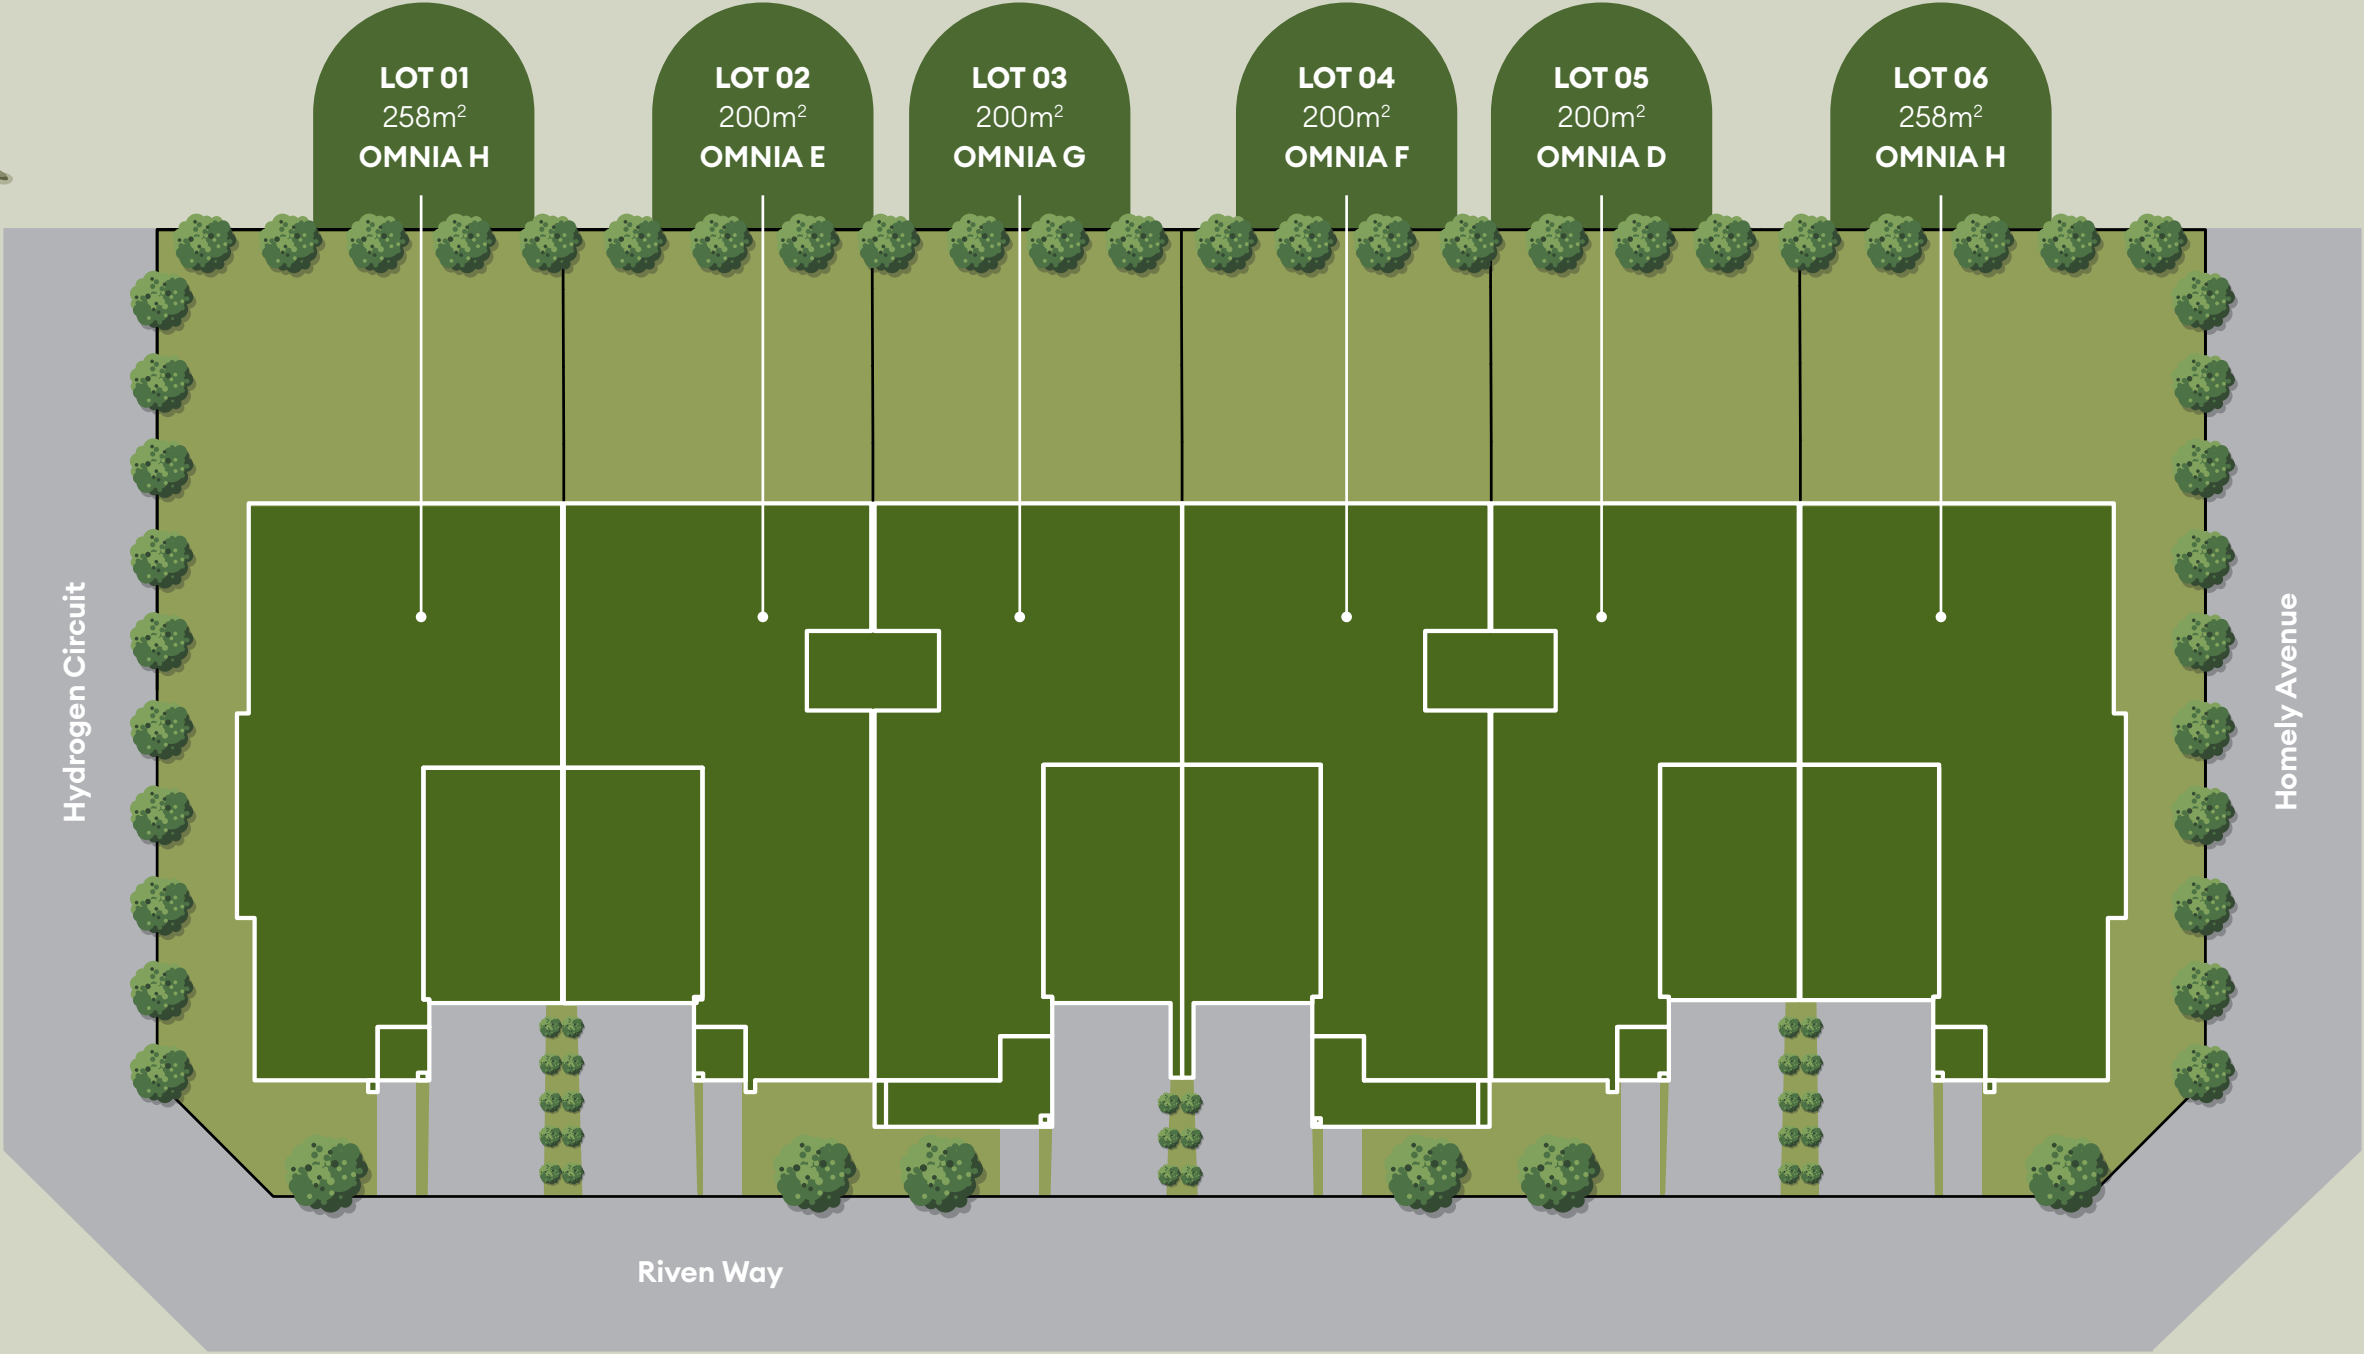 LOT 01
258m²
OMNIA H
LOT 02
200m²
OMNIA E
LOT 03
200m²
OMNIA G
LOT 04
200m²
OMNIA F
LOT 05
200m²
OMNIA D
LOT 06
258m²
OMNIA H
Hydrogen Circuit
Homely Avenue
Riven Way